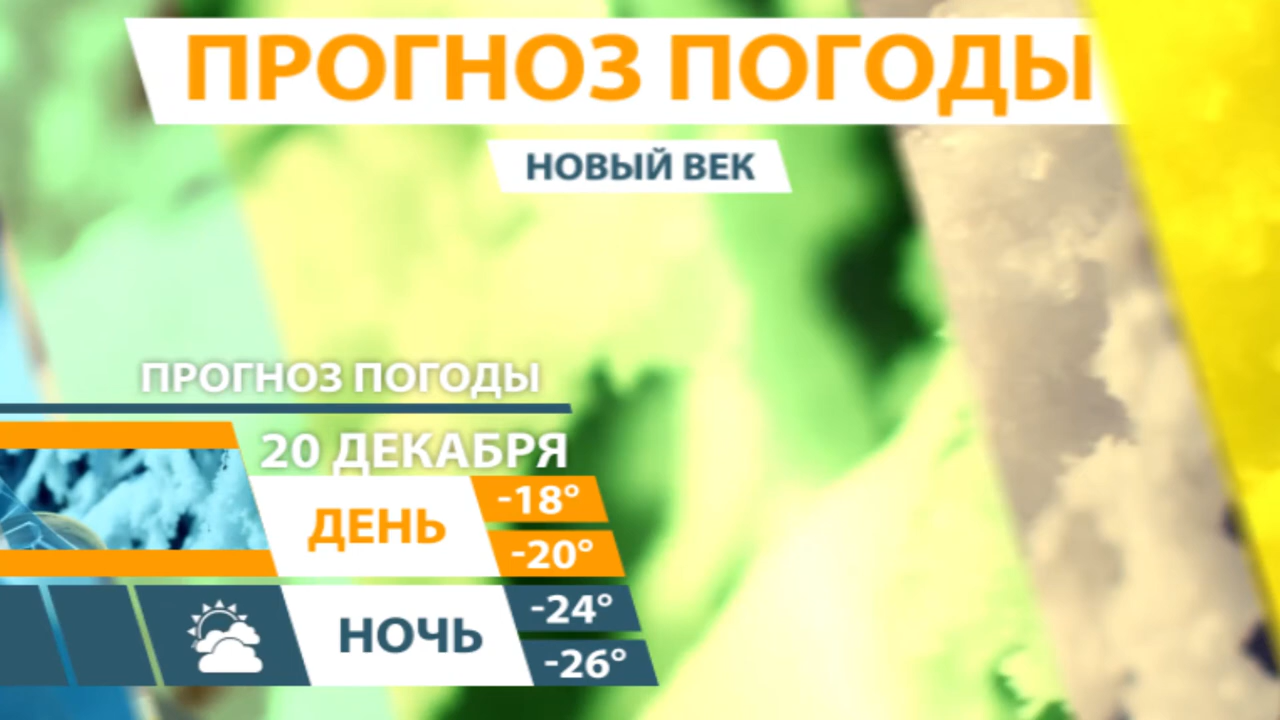 ПРОГНОЗ ПОГОДЫ
НОВЫЙ ВЕК
ПРОГНОЗ ПОГОДЫ
20 ДЕКАБРЯ
ДЕНЬ
-18°
-20°
НОЧЬ
-24°
-26°